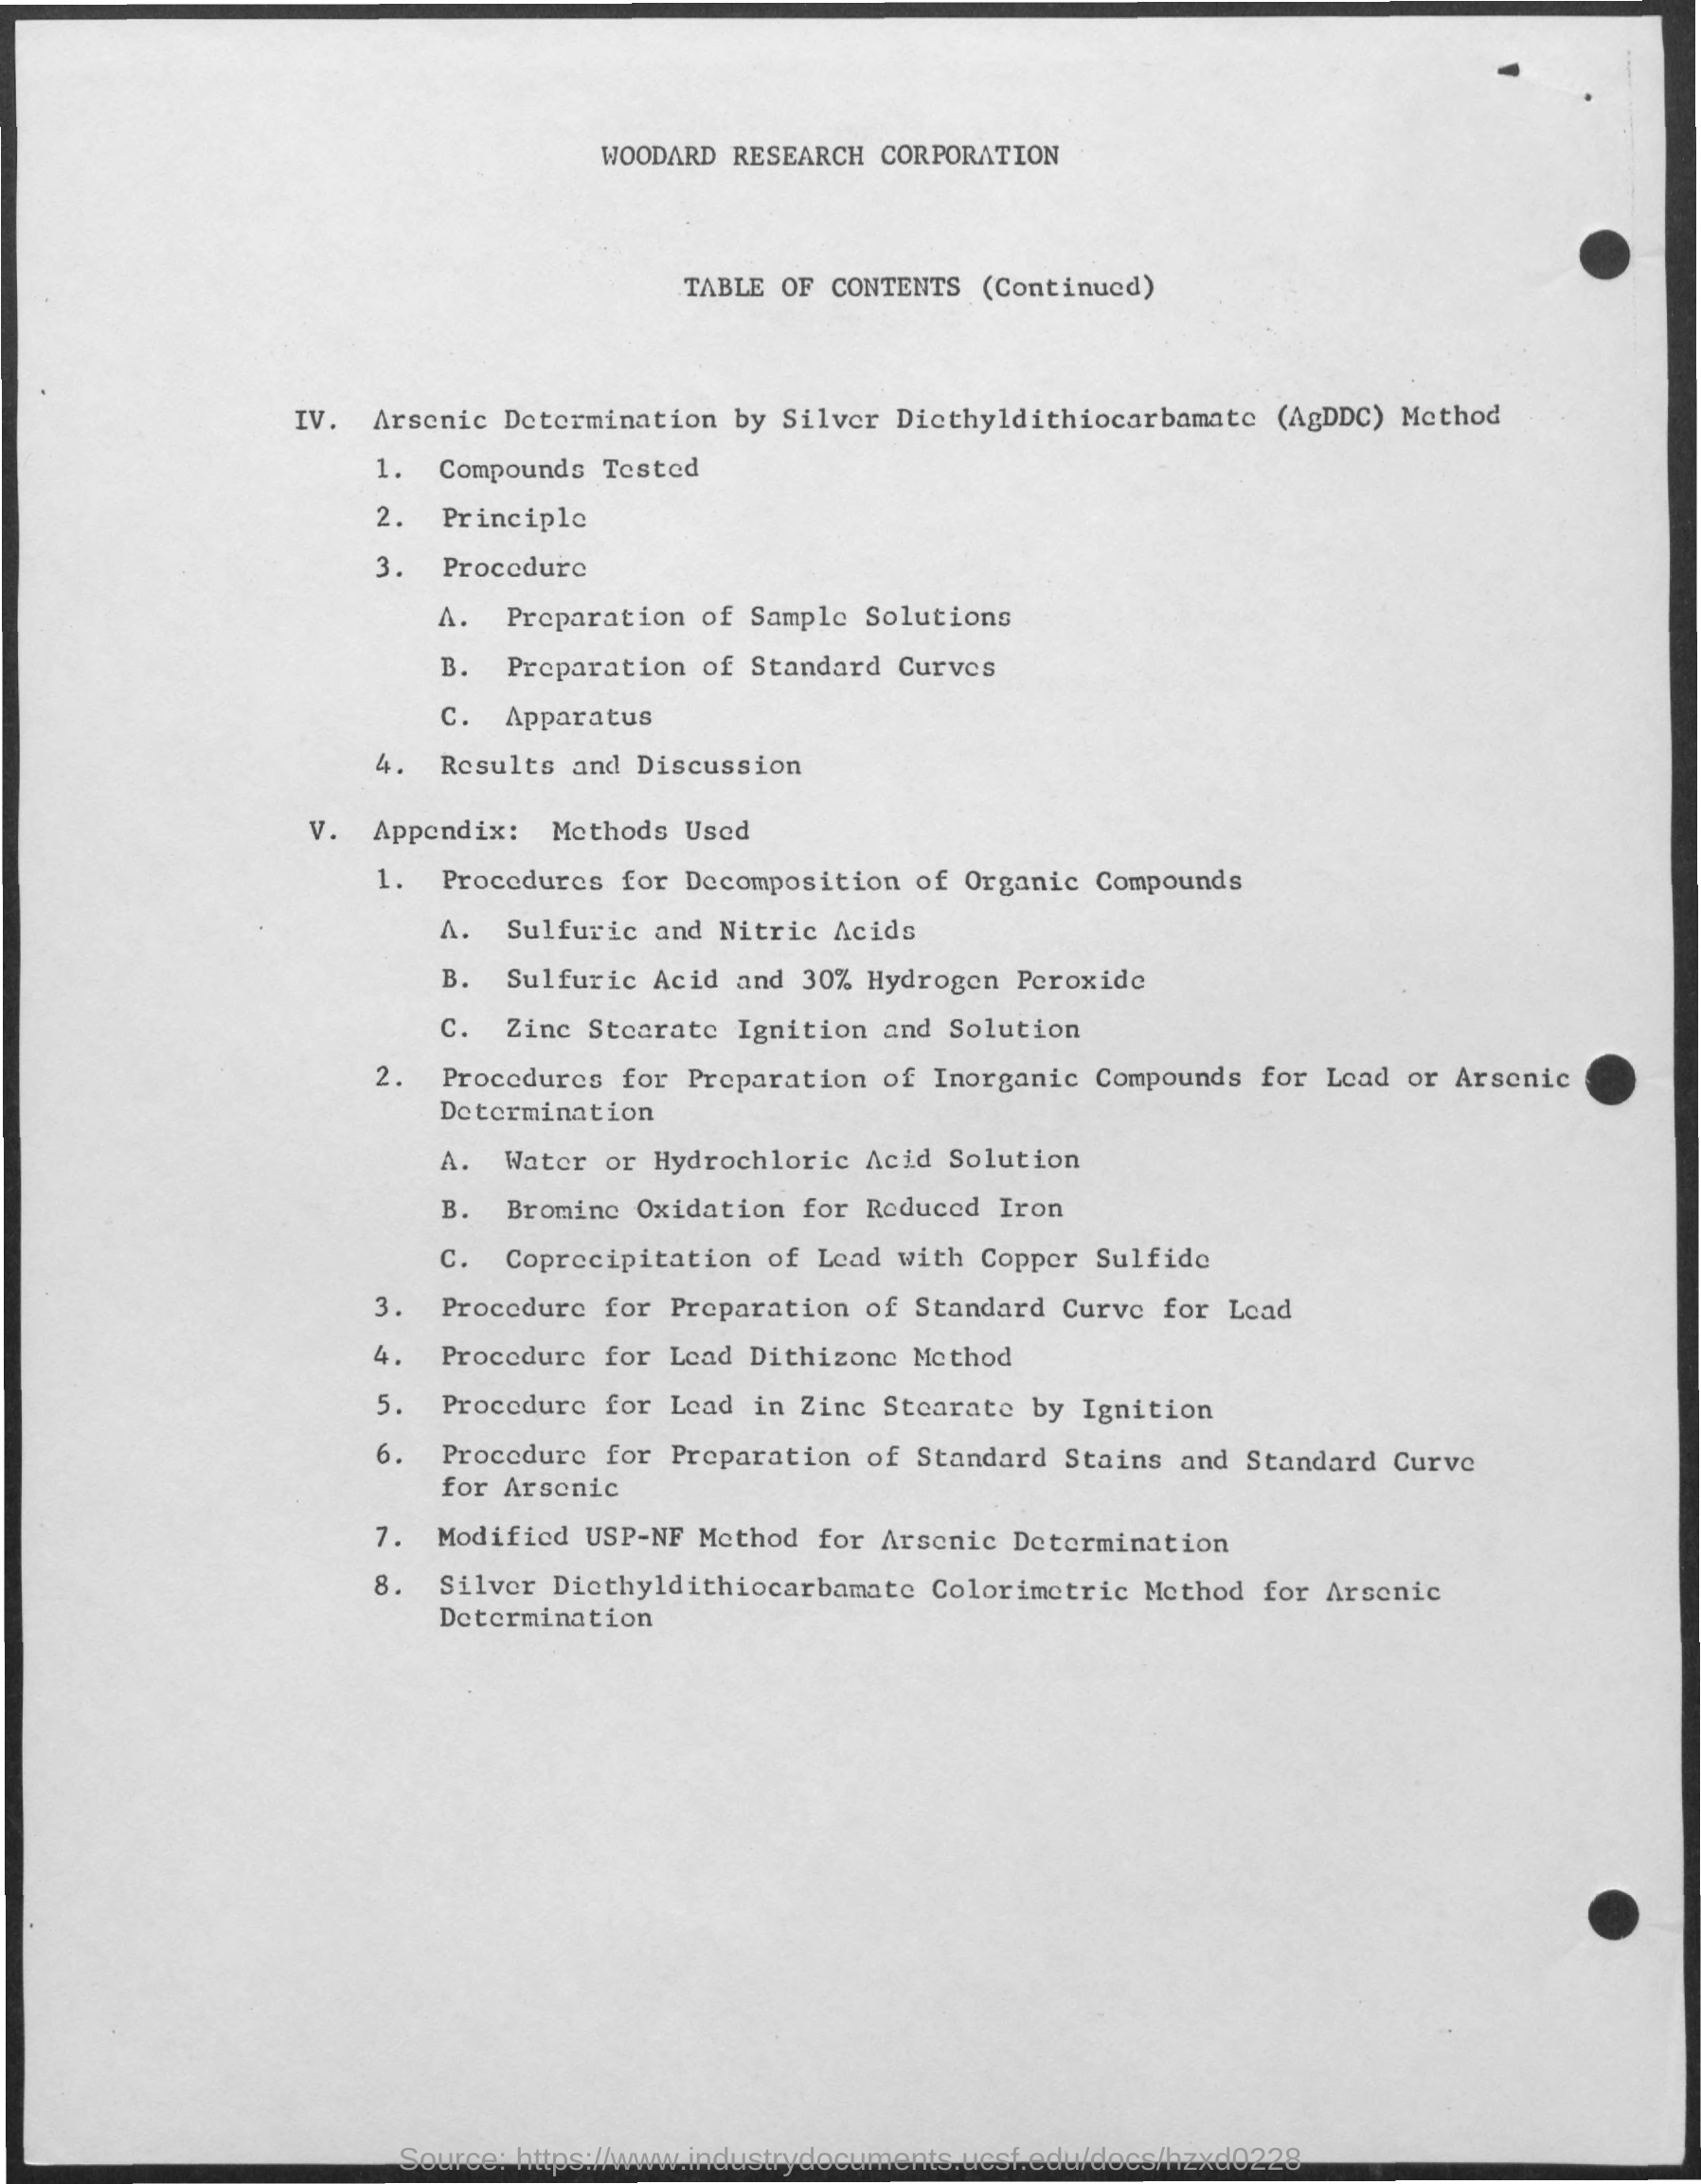 WOODARD RESEARCH CORPORATION
TABLE OF CONTENTS (Continued)
IV. Arsenic Determination by Silver Diethyldithiocarbamate (AgDDC) Method
1. Compounds Tested
2. Principle
3. Procedure
A. Preparation of Sample Solutions
B. Preparation of Standard Curves
C. Apparatus
4. Results and Discussion
V. Appendix: Methods Used
1. Procedures for Decomposition of Organic Compounds
A. Sulfuric and Nitric Acids
B. Sulfuric Acid and 30% Hydrogen Peroxide
C. Zinc Stearate Ignition and Solution
2. Procedures for Preparation of Inorganic Compounds for Lead or Arsenic
Determination
A. Water or Hydrochloric Acid Solution
B. Bromine Oxidation for Reduced Iron
C. Coprecipitation of Lead with Copper Sulfide
3. Procedure for Preparation of Standard Curve for Lead
4. Procedure for Lead Dithizone Method
5. Procedure for Lead in Zinc Stearate by Ignition
6. Procedure for Preparation of Standard Stains and Standard Curve
for Arsenic
7. Modified USP-NF Method for Arsenic Determination
8. Silver Diethyldithiocarbamate Colorimetric Method for Arsenic
Determination
Source: https://www.industrydocuments.ucsf.edu/docs/hzxd0228